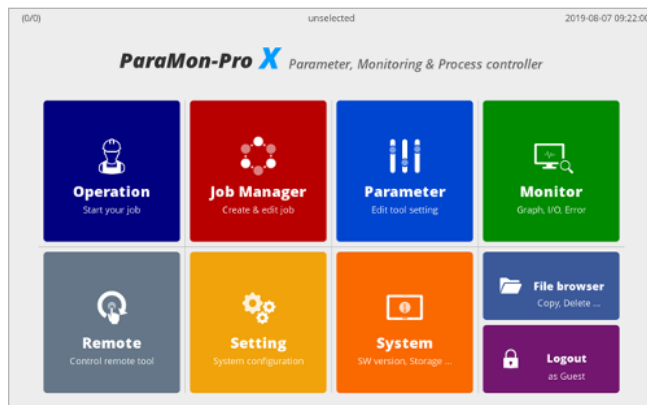 (0/0) unselected 2019-08-07 09:22:00
ParaMon-Pro X Parameter, Monitoring & Process controller
Operation
Start your job
Job Manager
Create & edit job
Parameter
Edit tool setting
Monitor
Graph, I/O, Error
Remote
Control remote tool
Setting
System configuration
System
SW version, Storage ...
File browser
Copy, Delete ...
Logout
as Guest